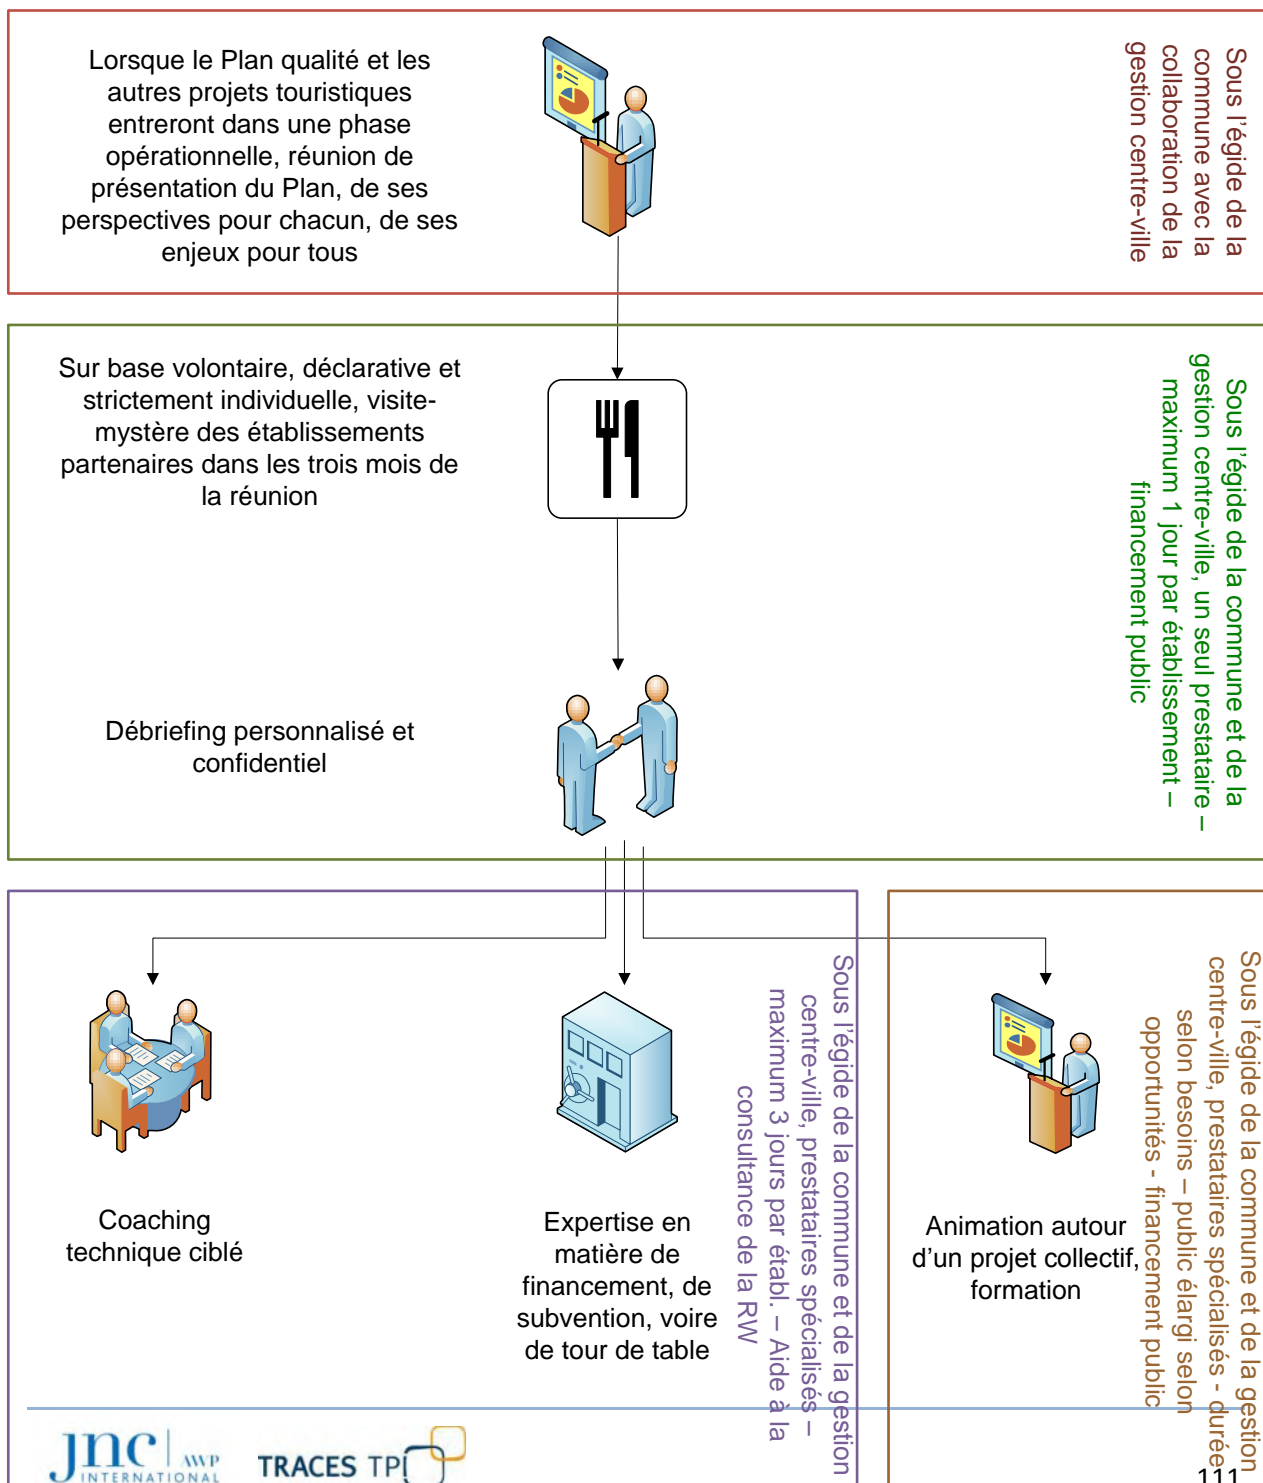 Lorsque le Plan qualité et les
autres projets touristiques
entreront dans une phase
opérationnelle, réunion de
présentation du Plan, de ses
perspectives pour chacun, de ses
enjeux pour tous
Sous l'égide de la
commune avec la
collaboration de la
gestion centre-ville
Sur base volontaire, déclarative et
strictement individuelle, visite-
mystère des établissements
partenaires dans les trois mois de
la réunion
Débriefing personnalisé et
confidentiel
Sous l'égide de la commune et de la
gestion centre-ville, un seul prestataire –
maximum 1 jour par établissement –
financement public
Coaching
technique ciblé
Expertise en
matière de
financement, de
subvention, voire
de tour de table
Sous l'égide de la commune et de la gestion
centre-ville, prestataires spécialisés –
maximum 3 jours par établ. – Aide à la
consultance de la RW
Animation autour
d'un projet collectif,
formation
Sous l'égide de la commune et de la gestion
centre-ville, prestataires spécialisés - durée
selon besoins – public élargi selon
opportunités - financement public
jnc AWP
INTERNATIONAL
TRACES TPI
111